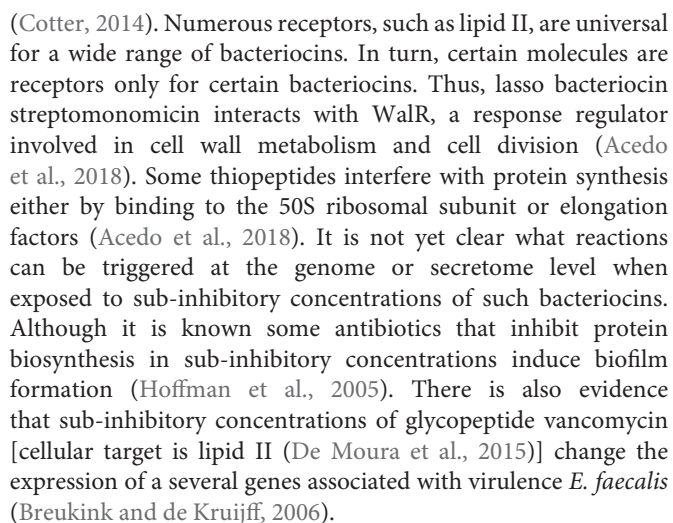 (Cotter, 2014). Numerous receptors, such as lipid II, are universal
for a wide range of bacteriocins. In turn, certain molecules are
receptors only for certain bacteriocins. Thus, lasso bacteriocin
streptomonomicin interacts with WalR, a response regulator
involved in cell wall metabolism and cell division (Acedo
et al., 2018). Some thiopeptides interfere with protein synthesis
either by binding to the 50S ribosomal subunit or elongation
factors (Acedo et al., 2018). It is not yet clear what reactions
can be triggered at the genome or secretome level when
exposed to sub-inhibitory concentrations of such bacteriocins.
Although it is known some antibiotics that inhibit protein
biosynthesis in sub-inhibitory concentrations induce biofilm
formation (Hoffman et al., 2005). There is also evidence
that sub-inhibitory concentrations of glycopeptide vancomycin
[cellular target is lipid II (De Moura et al., 2015)] change the
expression of a several genes associated with virulence E. faecalis
(Breukink and de Kruijff, 2006).